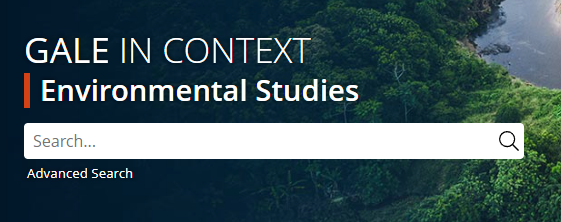 GALE IN CONTEXT
Environmental Studies
Search...
Advanced Search